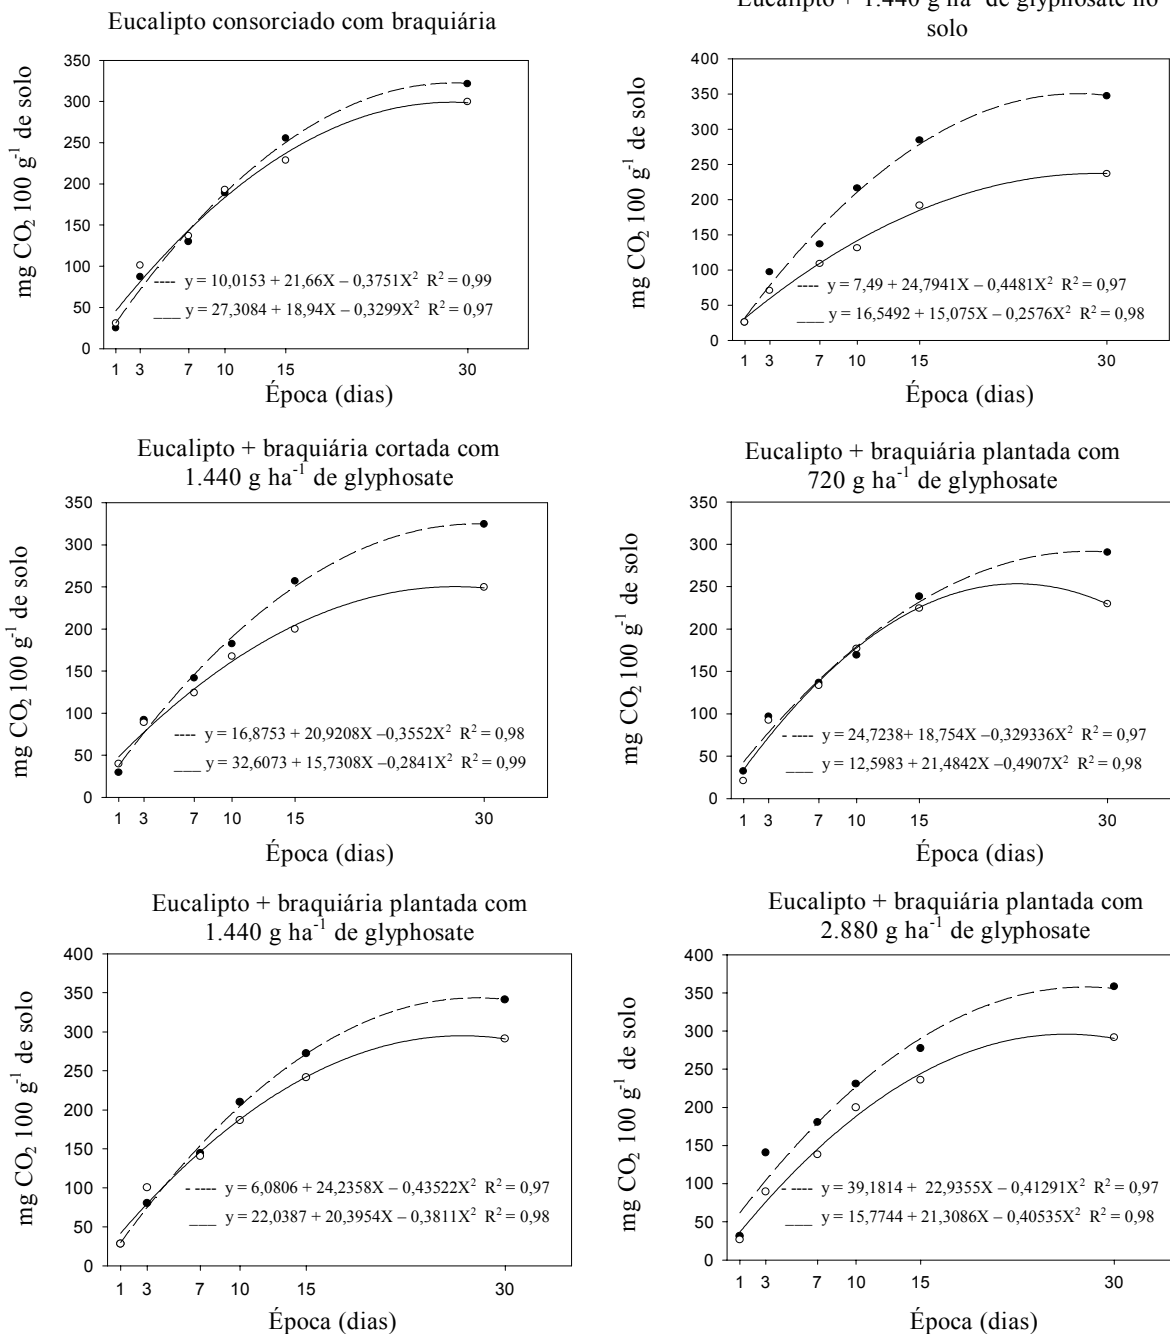 Eucalipto consorciado com braquiária
350
300
250
200
150
100
50
0
mg CO2 100 g-1 de solo
---- y = 10,0153 + 21,66X – 0,3751X2 R2 = 0,99
___ y = 27,3084 + 18,94X – 0,3299X2 R2 = 0,97
1 3 7 10 15 30
Época (dias)
Eucalipto + 1.440 g ha-1 de glyphosate no
solo
400
350
300
250
200
150
100
50
0
mg CO2 100 g-1 de solo
---- y = 7,49 + 24,7941X – 0,4481X2 R2 = 0,97
___ y = 16,5492 + 15,075X – 0,2576X2 R2 = 0,98
1 3 7 10 15 30
Época (dias)
Eucalipto + braquiária cortada com
1.440 g ha-1 de glyphosate
350
300
250
200
150
100
50
0
mg CO2 100 g-1 de solo
---- y = 16,8753 + 20,9208X –0,3552X2 R2 = 0,98
___ y = 32,6073 + 15,7308X –0,2841X2 R2 = 0,99
1 3 7 10 15 30
Época (dias)
Eucalipto + braquiária plantada com
720 g ha-1 de glyphosate
350
300
250
200
150
100
50
0
mg CO2 100 g-1 de solo
- ---- y = 24,7238+ 18,754X –0,329336X2 R2 = 0,97
___ y = 12,5983 + 21,4842X –0,4907X2 R2 = 0,98
1 3 7 10 15 30
Época (dias)
Eucalipto + braquiária plantada com
1.440 g ha-1 de glyphosate
400
350
300
250
200
150
100
50
0
mg CO2 100 g-1 de solo
- ---- y = 6,0806 + 24,2358X – 0,43522X2 R2 = 0,97
___ y = 22,0387 + 20,3954X – 0,3811X2 R2 = 0,98
1 3 7 10 15 30
Época (dias)
Eucalipto + braquiária plantada com
2.880 g ha-1 de glyphosate
400
350
300
250
200
150
100
50
0
mg CO2 100 g-1 de solo
- ---- y = 39,1814 + 22,9355X – 0,41291X2 R2 = 0,97
___ y = 15,7744 + 21,3086X – 0,40535X2 R2 = 0,98
1 3 7 10 15 30
Época (dias)